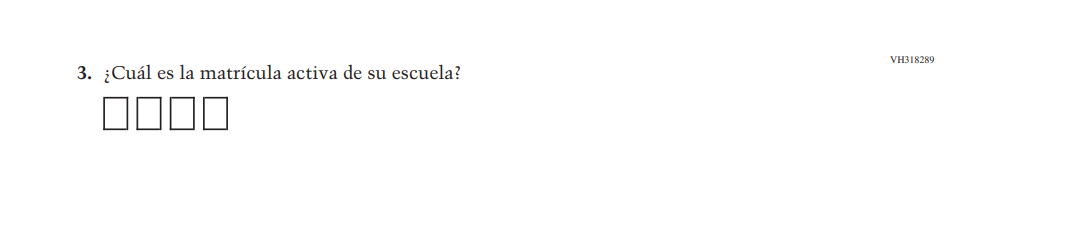 VH318289
3. ¿Cuál es la matrícula activa de su escuela?